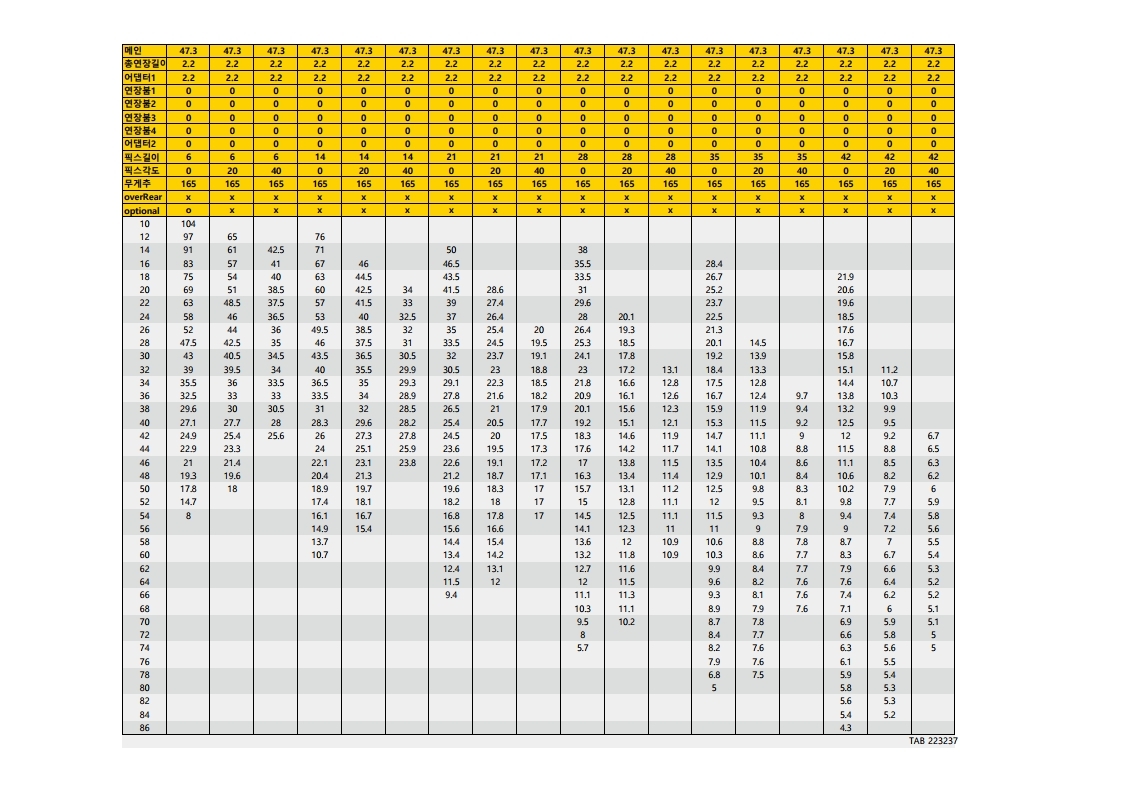 메인 47.3 47.3 47.3 47.3 47.3 47.3 47.3 47.3 47.3 47.3 47.3 47.3 47.3 47.3 47.3 47.3 47.3 47.3
총연장길이 2.2 2.2 2.2 2.2 2.2 2.2 2.2 2.2 2.2 2.2 2.2 2.2 2.2 2.2 2.2 2.2 2.2 2.2
어댑터1 2.2 2.2 2.2 2.2 2.2 2.2 2.2 2.2 2.2 2.2 2.2 2.2 2.2 2.2 2.2 2.2 2.2 2.2
연장붐1 0 0 0 0 0 0 0 0 0 0 0 0 0 0 0 0 0 0
연장붐2 0 0 0 0 0 0 0 0 0 0 0 0 0 0 0 0 0 0
연장붐3 0 0 0 0 0 0 0 0 0 0 0 0 0 0 0 0 0 0
연장붐4 0 0 0 0 0 0 0 0 0 0 0 0 0 0 0 0 0 0
어댑터2 0 0 0 0 0 0 0 0 0 0 0 0 0 0 0 0 0 0
픽스길이 6 6 6 14 14 14 21 21 21 28 28 28 35 35 35 42 42 42
픽스각도 0 20 40 0 20 40 0 20 40 0 20 40 0 20 40 0 20 40
무게추 165 165 165 165 165 165 165 165 165 165 165 165 165 165 165 165 165 165
overRear x x x x x x x x x x x x x x x x x x
optional o x x x x x x x x x x x x x x x x x
10 104
12 97 65 76
14 91 61 42.5 71 50 38
16 83 57 41 67 46 46.5 35.5 28.4
18 75 54 40 63 44.5 43.5 33.5 26.7 21.9
20 69 51 38.5 60 42.5 34 41.5 28.6 31 25.2 20.6
22 63 48.5 37.5 57 41.5 33 39 27.4 29.6 23.7 19.6
24 58 46 36.5 53 40 32.5 37 26.4 28 20.1 22.5 18.5
26 52 44 36 49.5 38.5 32 35 25.4 20 26.4 19.3 21.3 17.6
28 47.5 42.5 35 46 37.5 31 33.5 24.5 19.5 25.3 18.5 20.1 14.5 16.7
30 43 40.5 34.5 43.5 36.5 30.5 32 23.7 19.1 24.1 17.8 19.2 13.9 15.8
32 39 39.5 34 40 35.5 29.9 30.5 23 18.8 23 17.2 13.1 18.4 13.3 15.1 11.2
34 35.5 36 33.5 36.5 35 29.3 29.1 22.3 18.5 21.8 16.6 12.8 17.5 12.8 14.4 10.7
36 32.5 33 33 33.5 34 28.9 27.8 21.6 18.2 20.9 16.1 12.6 16.7 12.4 9.7 13.8 10.3
38 29.6 30 30.5 31 32 28.5 26.5 21 17.9 20.1 15.6 12.3 15.9 11.9 9.4 13.2 9.9
40 27.1 27.7 28 28.3 29.6 28.2 25.4 20.5 17.7 19.2 15.1 12.1 15.3 11.5 9.2 12.5 9.5
42 24.9 25.4 25.6 26 27.3 27.8 24.5 20 17.5 18.3 14.6 11.9 14.7 11.1 9 12 9.2 6.7
44 22.9 23.3 24 25.1 25.9 23.6 19.5 17.3 17.6 14.2 11.7 14.1 10.8 8.8 11.5 8.8 6.5
46 21 21.4 22.1 23.1 23.8 22.6 19.1 17.2 17 13.8 11.5 13.5 10.4 8.6 11.1 8.5 6.3
48 19.3 19.6 20.4 21.3 21.2 18.7 17.1 16.3 13.4 11.4 12.9 10.1 8.4 10.6 8.2 6.2
50 17.8 18 18.9 19.7 19.6 18.3 17 15.7 13.1 11.2 12.5 9.8 8.3 10.2 7.9 6
52 14.7 17.4 18.1 18.2 18 17 15 12.8 11.1 12 9.5 8.1 9.8 7.7 5.9
54 8 16.1 16.7 16.8 17.8 17 14.5 12.5 11.1 11.5 9.3 8 9.4 7.4 5.8
56 14.9 15.4 15.6 16.6 14.1 12.3 11 11 9 7.9 9 7.2 5.6
58 13.7 14.4 15.4 13.6 12 10.9 10.6 8.8 7.8 8.7 7 5.5
60 10.7 13.4 14.2 13.2 11.8 10.9 10.3 8.6 7.7 8.3 6.7 5.4
62 12.4 13.1 12.7 11.6 9.9 8.4 7.7 7.9 6.6 5.3
64 11.5 12 12 11.5 9.6 8.2 7.6 7.6 6.4 5.2
66 9.4 11.1 11.3 9.3 8.1 7.6 7.4 6.2 5.2
68 10.3 11.1 8.9 7.9 7.6 7.1 6 5.1
70 9.5 10.2 8.7 7.8 6.9 5.9 5.1
72 8 8.4 7.7 6.6 5.8 5
74 5.7 8.2 7.6 6.3 5.6 5
76 7.9 7.6 6.1 5.5
78 6.8 7.5 5.9 5.4
80 5 5.8 5.3
82 5.6 5.3
84 5.4 5.2
86 4.3
TAB 223237